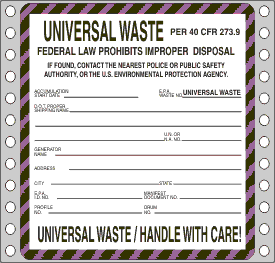 UNIVERSAL WASTE PER 40 CFR 273.9
FEDERAL LAW PROHIBITS IMPROPER DISPOSAL
IF FOUND, CONTACT THE NEAREST POLICE OR PUBLIC SAFETY
AUTHORITY, OR THE U.S. ENVIRONMENTAL PROTECTION AGENCY.
ACCUMULATION
START DATE
E.P.A.
WASTE NO. UNIVERSAL WASTE
D.O.T. PROPER
SHIPPING NAME
U.N. OR
N.A. NO.
GENERATOR
NAME
ADDRESS
CITY STATE
E.P.A.
I.D. NO.
MANIFEST
DOCUMENT NO.
PROFILE
NO.
DRUM
NO.
UNIVERSAL WASTE / HANDLE WITH CARE!